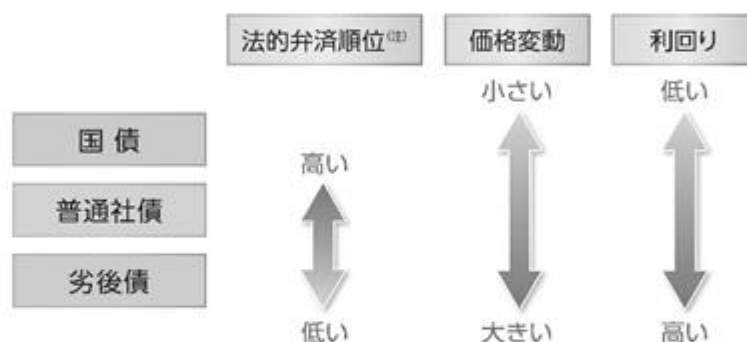 法的弁済順位(注)
価格変動
利回り
小さい
低い
国債
高い
普通社債
劣後債
低い
大きい
高い